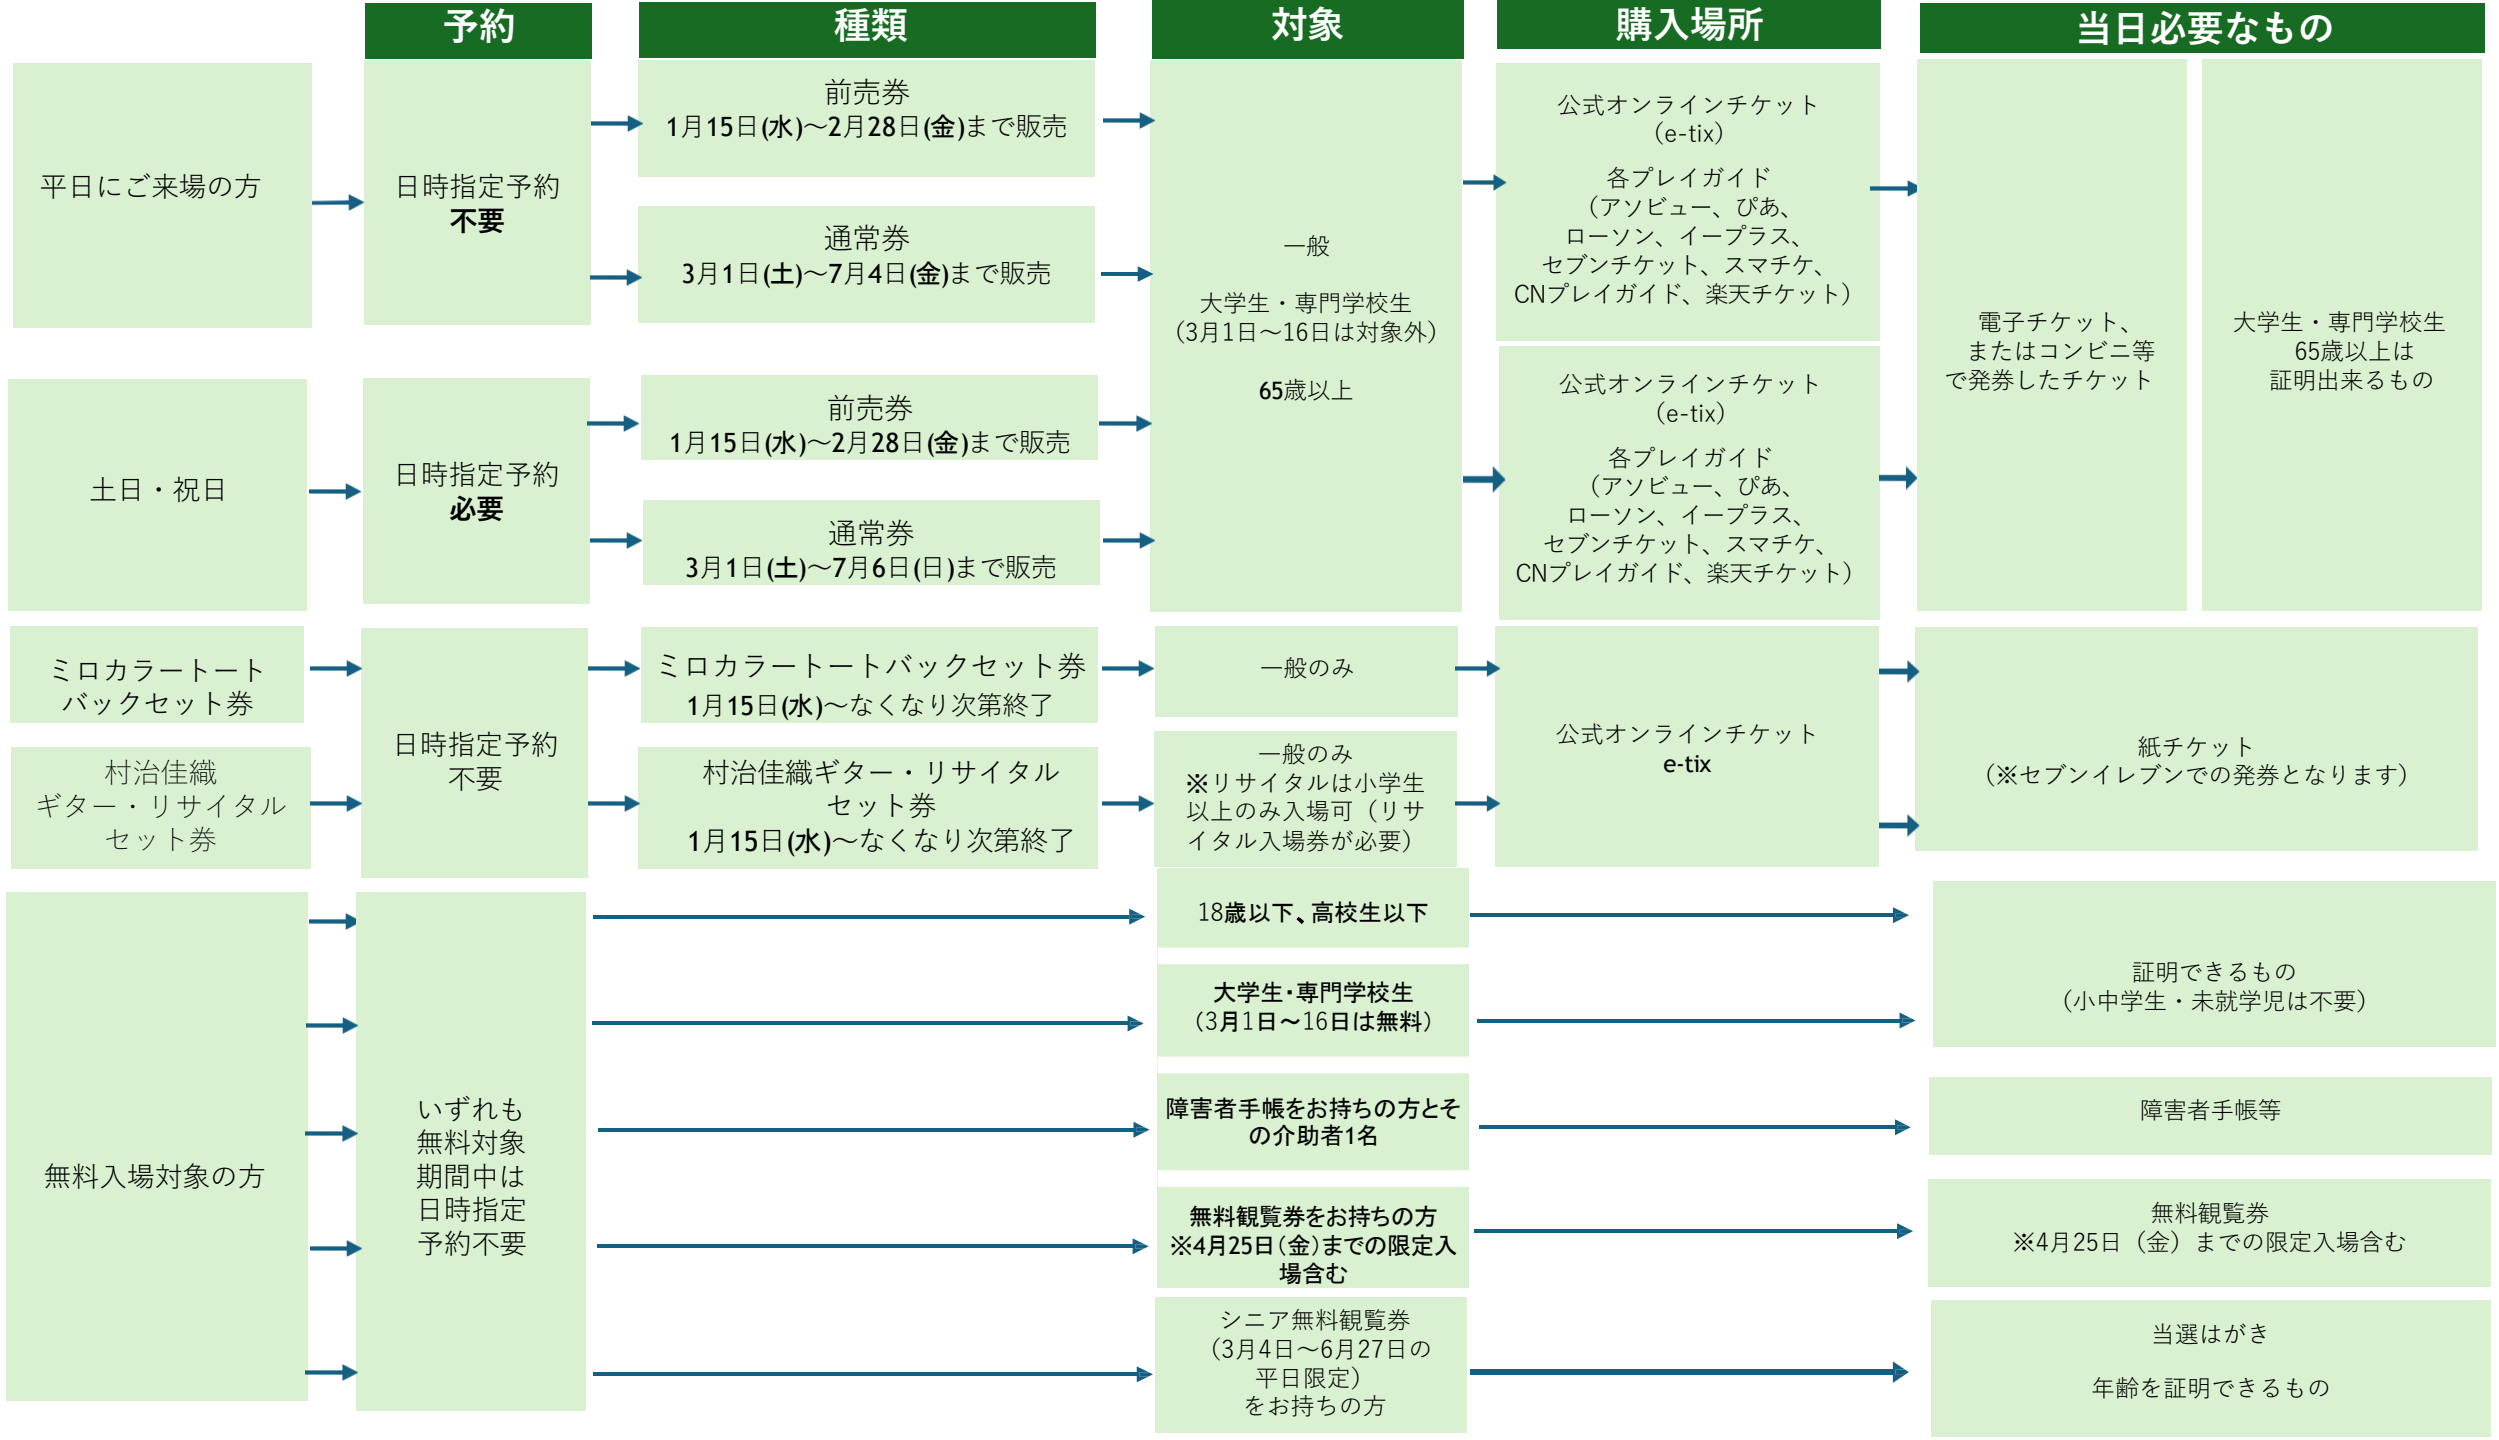 予約
種類
対象
購入場所
当日必要なもの
平日にご来場の方
日時指定予約
不要
前売券
1月15日(水)～2月28日(金)まで販売
通常券
3月1日(土)～7月4日(金)まで販売
土日・祝日
日時指定予約
必要
前売券
1月15日(水)～2月28日(金)まで販売
通常券
3月1日(土)～7月6日(日)まで販売
一般
大学生・専門学校生
（3月1日～16日は対象外）
65歳以上
公式オンラインチケット
（e-tix）
各プレイガイド
（アソビュー、ぴあ、
ローソン、イープラス、
セブンチケット、スマチケ、
CNプレイガイド、楽天チケット）
公式オンラインチケット
（e-tix）
各プレイガイド
（アソビュー、ぴあ、
ローソン、イープラス、
セブンチケット、スマチケ、
CNプレイガイド、楽天チケット）
電子チケット、
またはコンビニ等
で発券したチケット
大学生・専門学校生
65歳以上は
証明出来るもの
ミロカラートート
バックセット券
村治佳織
ギター・リサイタル
セット券
日時指定予約
不要
ミロカラートートバックセット券
1月15日(水)～なくなり次第終了
村治佳織ギター・リサイタル
セット券
1月15日(水)～なくなり次第終了
一般のみ
一般のみ
※リサイタルは小学生
以上のみ入場可（リサ
イタル入場券が必要）
公式オンラインチケット
e-tix
紙チケット
（※セブンイレブンでの発券となります）
無料入場対象の方
いずれも
無料対象
期間中は
日時指定
予約不要
18歳以下、高校生以下
大学生・専門学校生
（3月1日～16日は無料）
証明できるもの
（小中学生・未就学児は不要）
障害者手帳をお持ちの方とそ
の介助者1名
障害者手帳等
無料観覧券をお持ちの方
※4月25日（金）までの限定入
場含む
無料観覧券
※4月25日（金）までの限定入場含む
シニア無料観覧券
（3月4日～6月27日の
平日限定）
をお持ちの方
当選はがき
年齢を証明できるもの